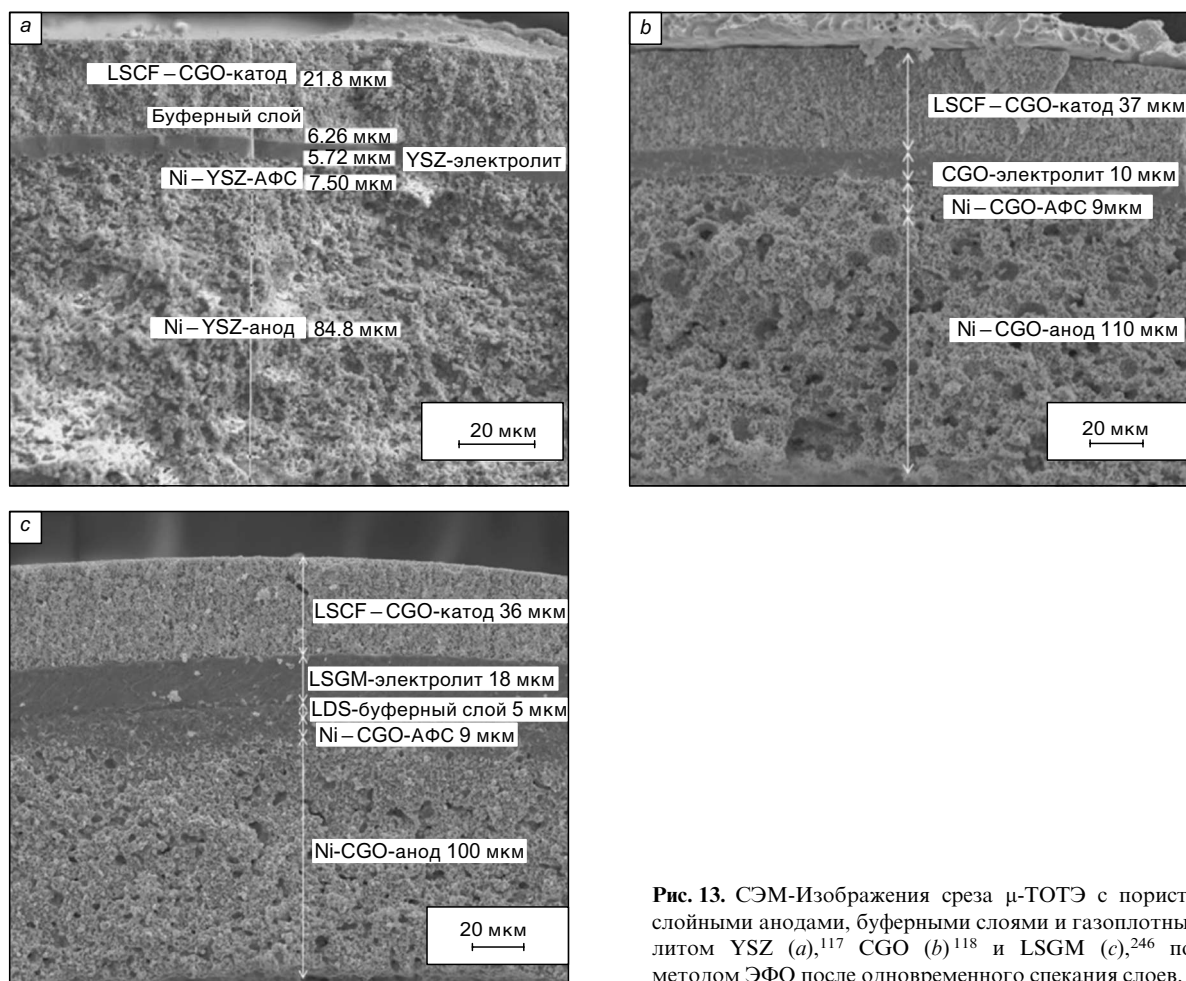 a
LSCF – CGO-катод 21.8 мкм
Буферный слой
6.26 мкм
5.72 мкм YSZ-электролит
Ni – YSZ-АФС 7.50 мкм
Ni – YSZ-анод 84.8 мкм
20 мкм
b
LSCF – CGO-катод 37 мкм
CGO-электролит 10 мкм
Ni – CGO-АФС 9мкм
Ni – CGO-анод 110 мкм
20 мкм
c
LSCF – CGO-катод 36 мкм
LSGM-электролит 18 мкм
LDS-буферный слой 5 мкм
Ni – CGO-АФС 9 мкм
Ni-CGO-анод 100 мкм
20 мкм
Рис. 13. СЭМ-Изображения среза μ-ТОТЭ с порист
слойными анодами, буферными слоями и газоплотны
литом YSZ (a),117 CGO (b) 118 и LSGM (c),246 по
методом ЭФО после одновременного спекания слоев.